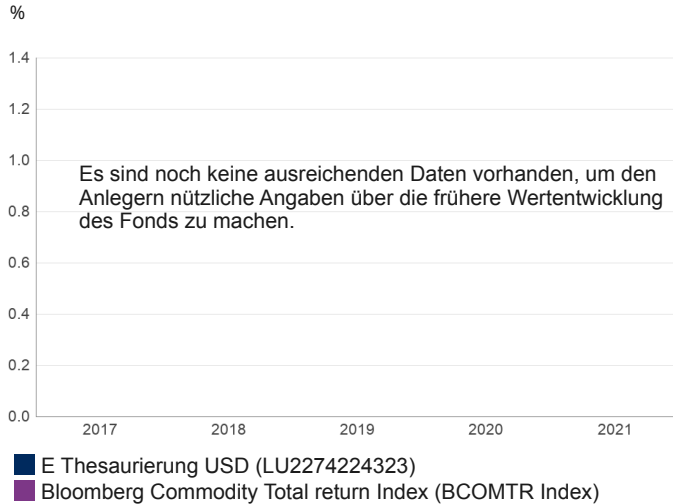 %
1.4
1.2
1.0
Es sind noch keine ausreichenden Daten vorhanden, um den
Anlegern nützliche Angaben über die frühere Wertentwicklung
0.8
des Fonds zu machen.
0.6
0.4
0.2
0.0
2017 2018 2019 2020 2021
E Thesaurierung USD (LU2274224323)
Bloomberg Commodity Total return Index (BCOMTR Index)